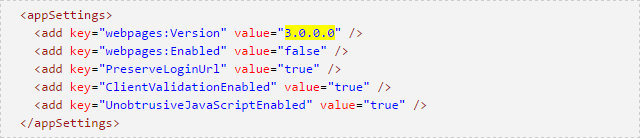 <appSettings>
<add key="webpages:Version" value="3.0.0.0" />
<add key="webpages:Enabled" value="false" />
<add key="PreserveLoginUrl" value="true" />
<add key="ClientValidationEnabled" value="true" />
<add key="UnobtrusiveJavaScriptEnabled" value="true" />
</appSettings>